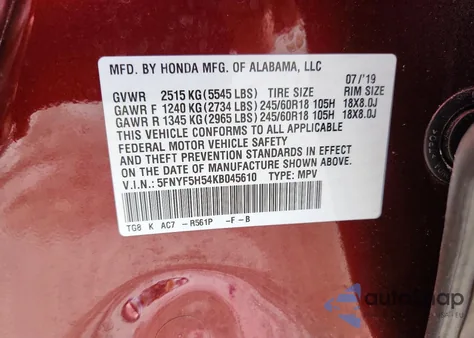 MFD. BY HONDA MFG. OF ALABAMA, LLC 07/'19
GVWR 2515 KG (5545 LBS) TIRE SIZE RIM SIZE
GAWR F 1240 KG (2734 LBS) 245/60R18 105H 18X8.0J
GAWR R 1345 KG (2965 LBS) 245/60R18 105H 18X8.0J
THIS VEHICLE CONFORMS TO ALL APPLICABLE
FEDERAL MOTOR VEHICLE SAFETY
AND THEFT PREVENTION STANDARDS IN EFFECT
ON THE DATE OF MANUFACTURE SHOWN ABOVE.
V.I.N.: 5FNYF5H54KB045610 TYPE: MPV
TG8 K AC7 -R561P -F-B